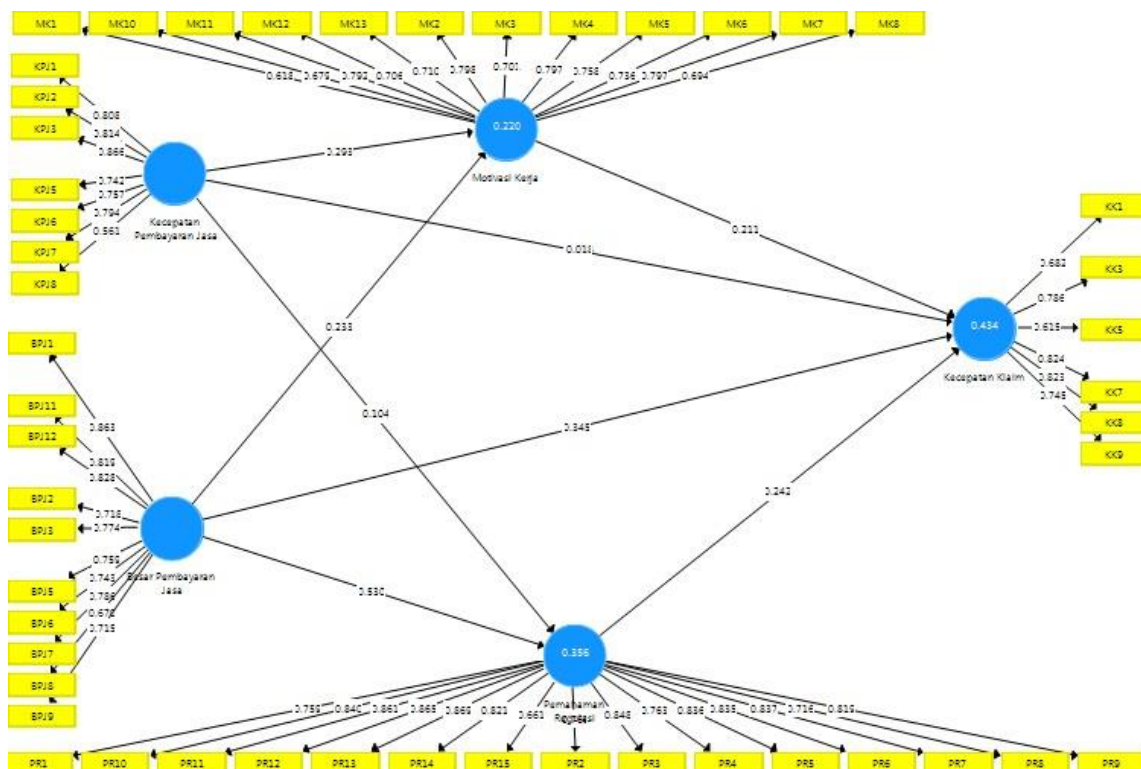 MK1 MK10 MK11 MK12 MK13 MK2 MK3 MK4 MK5 MK6 MK7 MK8
0.618 0.679 0.792 0.706 0.710 0.798 0.701 0.797 0.758 0.736 0.797 0.694
KPJ1
KPJ2
KPJ3
KPJ5
KPJ6
KPJ7
KPJ8
0.808
0.814
0.866
0.742
0.757
0.794
0.561
Kecepatan
Pembayaran Jasa
0.220
Motivasi Kerja
0.293
0.211
0.018
0.233
0.104
0.345
0.242
0.530
KK1
KK3
KK5
KK7
KK8
KK9
0.682
0.786
0.615
0.824
0.823
0.745
0.434
Kecepatan Klaim
BPJ1
BPJ11
BPJ12
BPJ2
BPJ3
BPJ5
BPJ6
BPJ7
BPJ8
BPJ9
0.863
0.819
0.828
0.718
0.774
0.759
0.743
0.786
0.715
Besar Pembayaran
Jasa
0.356
Pemahaman
Regulasi
0.759 0.840 0.861 0.865 0.869 0.821 0.661 0.848 0.763 0.836 0.835 0.837 0.716 0.819
PR1 PR10 PR11 PR12 PR13 PR14 PR15 PR2 PR3 PR4 PR5 PR6 PR7 PR8 PR9